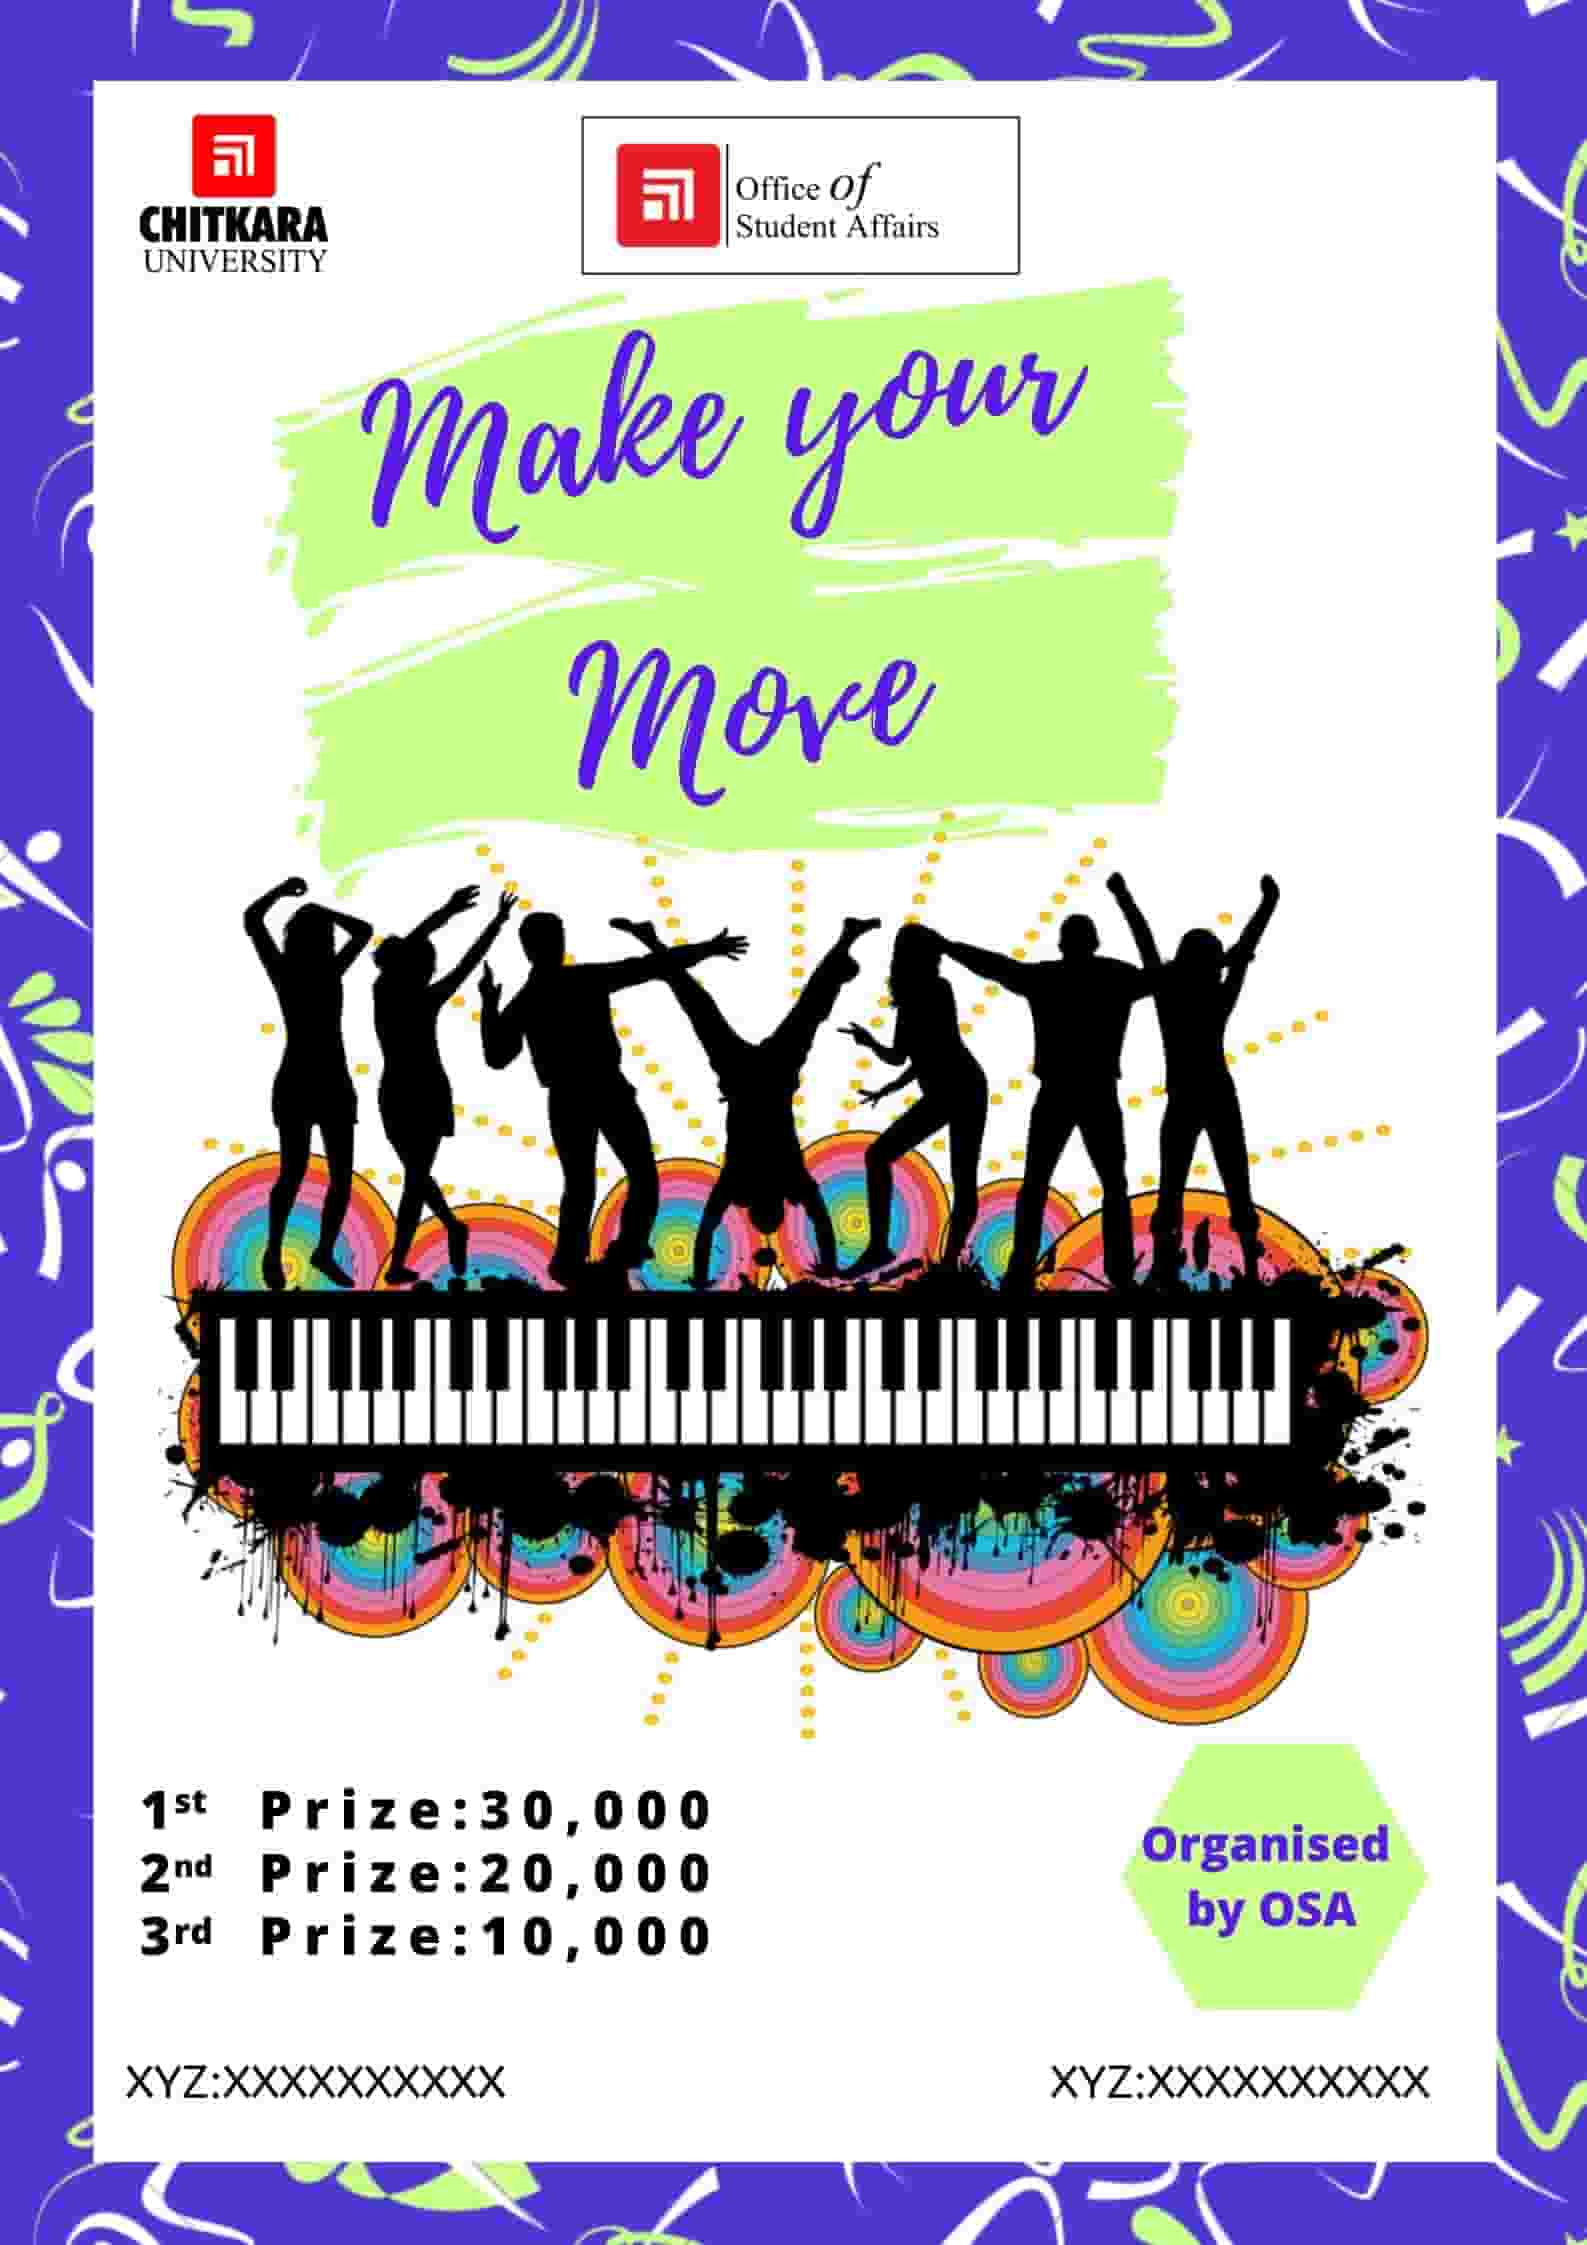 CHITKARA
UNIVERSITY
Office of
Student Affairs
Make your
Move
1st Prize:30,000
2nd Prize:20,000
3rd Prize:10,000
Organised
by OSA
XYZ:XXXXXXXXXX
XYZ:XXXXXXXXXX